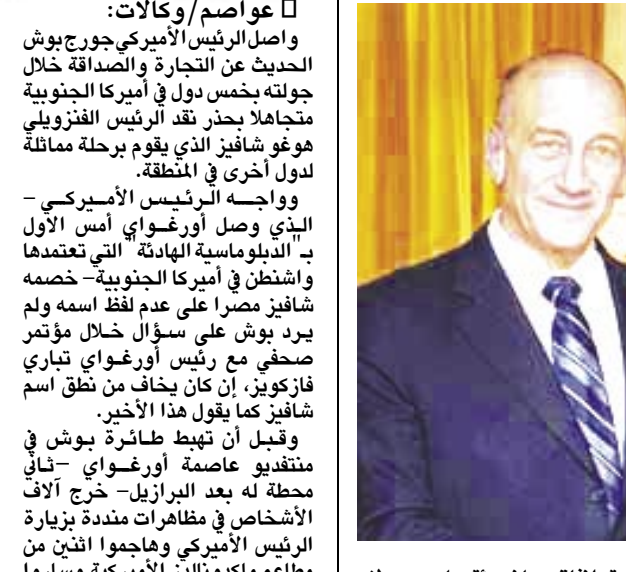 □ عواصم/وكالات:
واصل الرئيس الأميركي جورج بوش
الحديث عن التجارة والصداقة خلال
جولته بخمس دول في أميركا الجنوبية
متجاهلا بحذر نقد الرئيس الفنزويلي
هوغو شافيز الذي يقوم برحلة مماثلة
لدول أخرى في المنطقة.
وواجه الرئيس الأميركي –
الذي وصل أورغواي أمس الاول
بـ"الدبلوماسية الهادئة" التي تعتمدها
واشنطن في أميركا الجنوبية– خصمه
شافيز مصرا على عدم لفظ اسمه ولم
يرد بوش على سؤال خلال مؤتمر
صحفي مع رئيس أورغواي تباري
فازكويز، إن كان يخاف من نطق اسم
شافيز كما يقول هذا الأخير.
وقبل أن تهبط طائرة بوش في
منتفديو عاصمة أورغواي –ثاني
محطة له بعد البرازيل– خرج آلاف
الأشخاص في مظاهرات منددة بزيارة
الرئيس الأميركي وهاجموا اثنين من